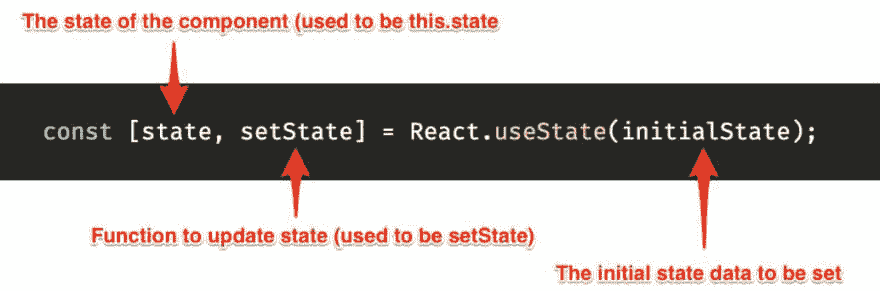 The state of the component (used to be this.state
const [state, setState] = React.useState(initialState);
Function to update state (used to be setState)
The initial state data to be set